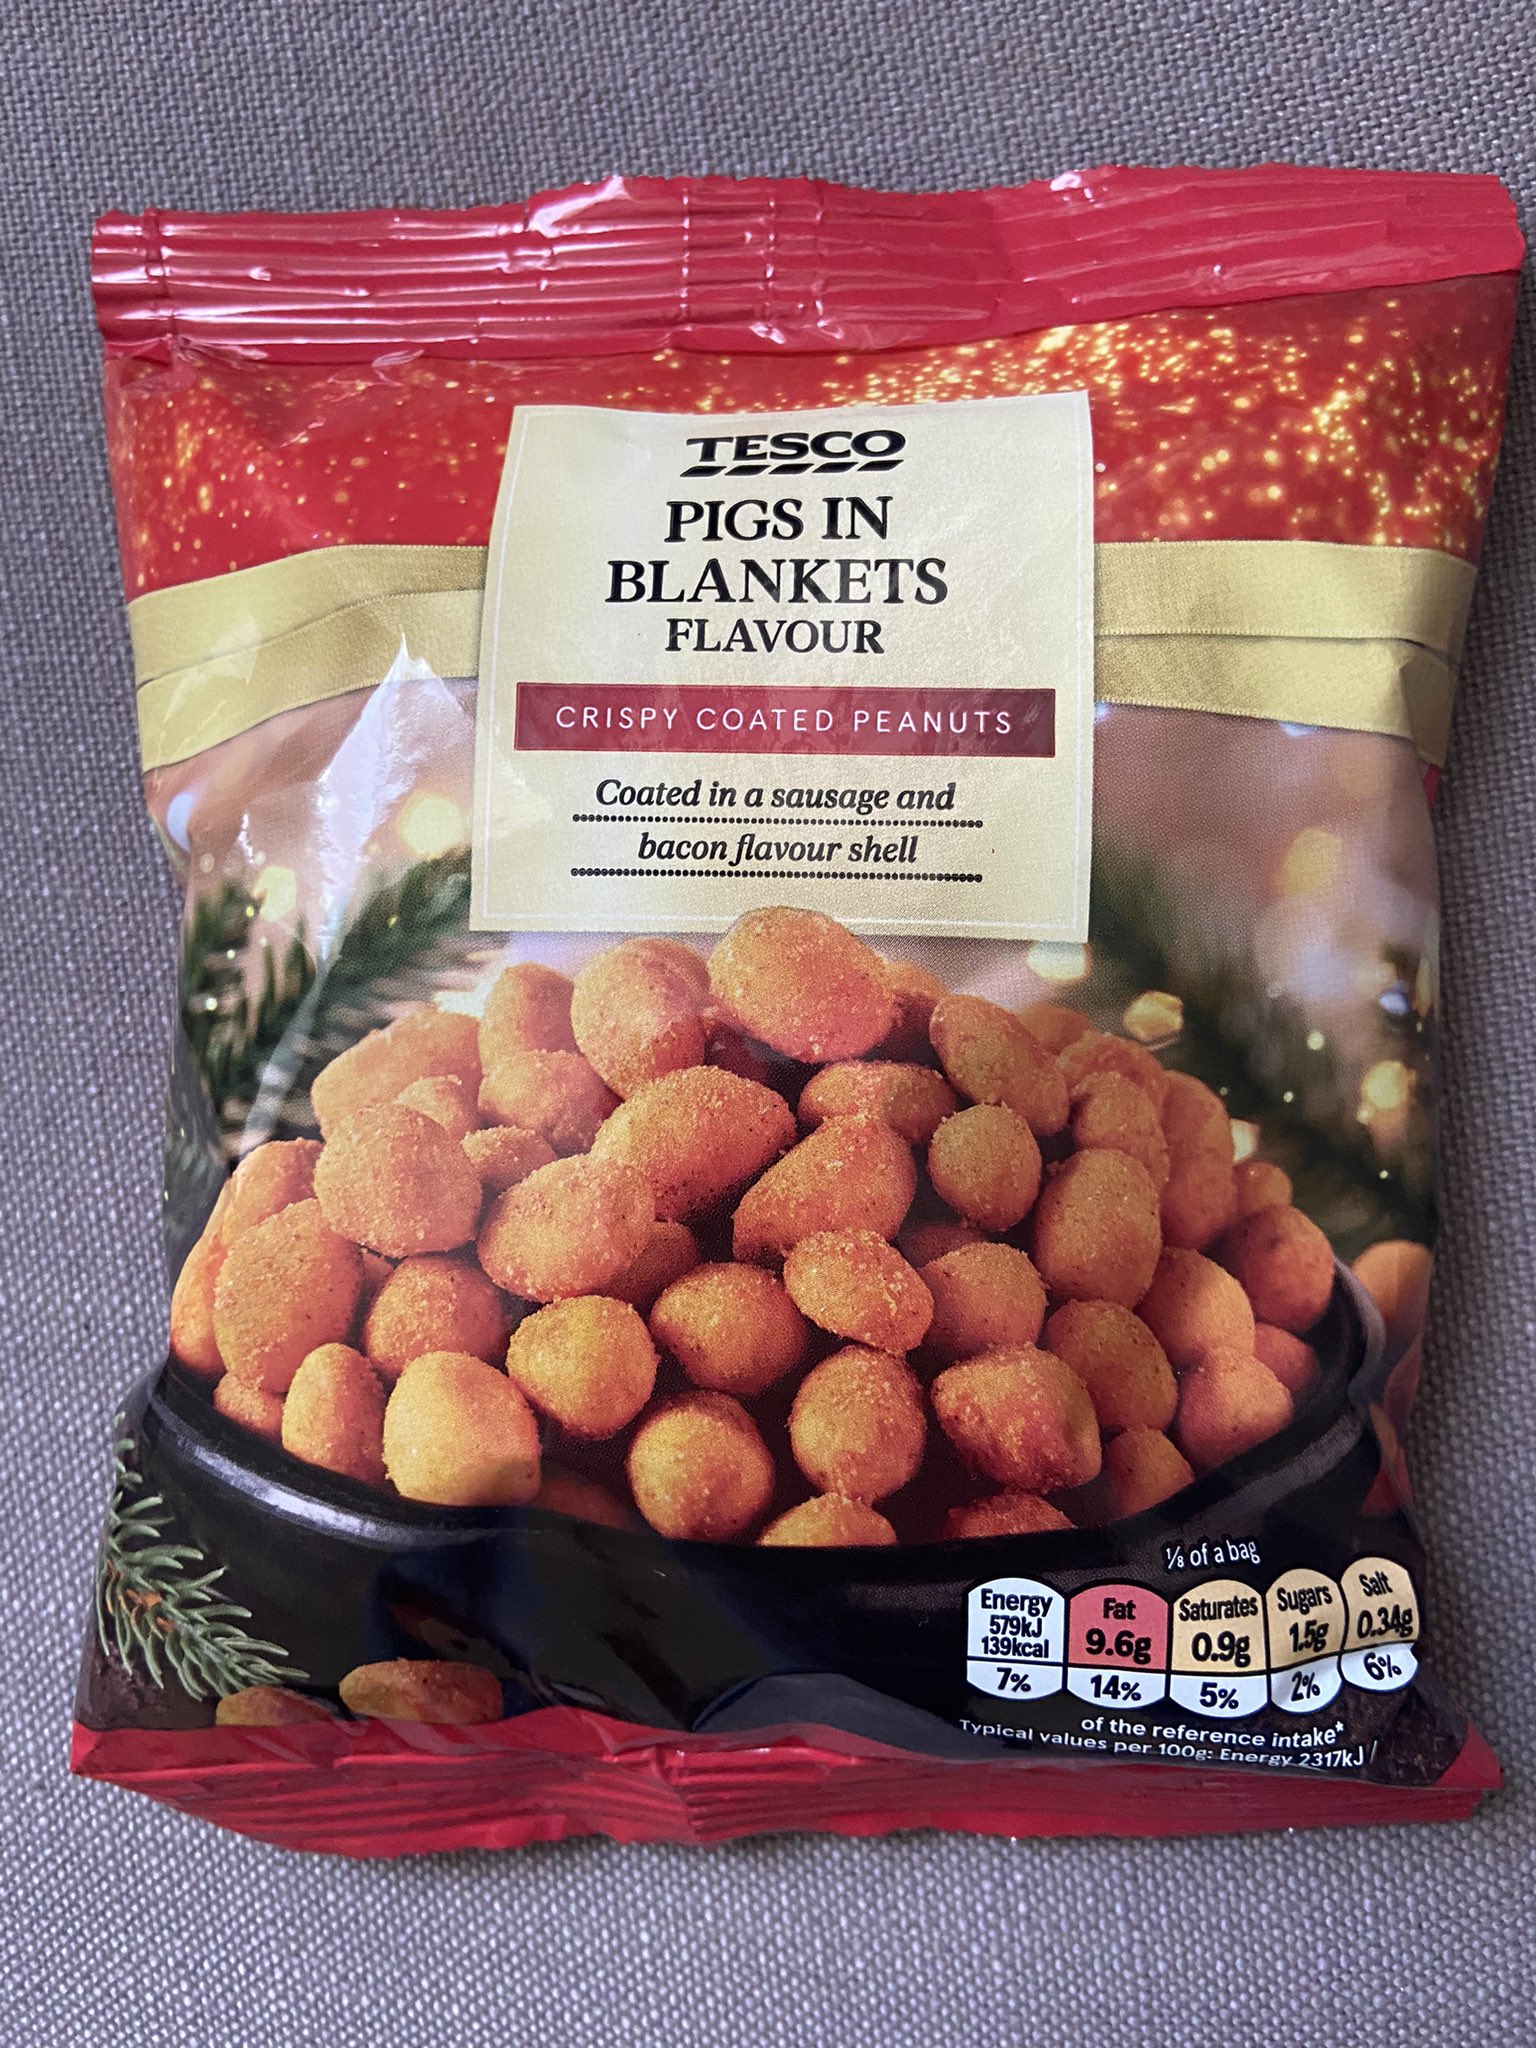 TESCO
PIGS IN
BLANKETS
FLAVOUR
CRISPY COATED PEANUTS
Coated in a sausage and
bacon flavour shell
⅛ of a bag
Energy
579kJ
139kcal
7%
Fat
9.6g
14%
Saturates
0.9g
5%
Sugars
1.5g
2%
Salt
0.34g
6%
of the reference intake*
Typical values per 100g: Energy 2317kJ /